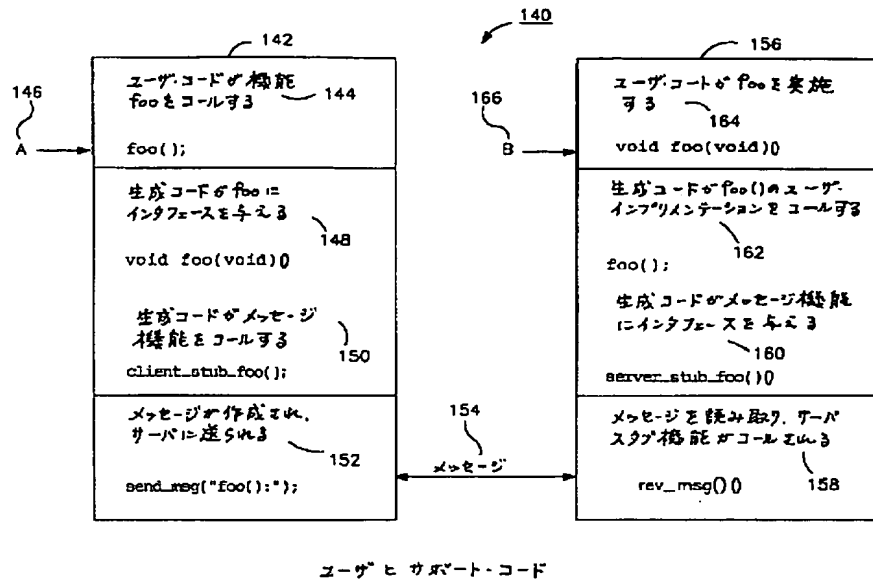 140
142
ユーザ・コードが機能
fooをコールする
144
146
A
foo();
生成コードがfooに
インタフェースを与える
148
void foo(void)()
生成コードがメッセージ
機能をコールする
150
client_stub_foo();
メッセージが作成され、
サーバに送られる
152
send_msg("foo():");
154
メッセージ
156
ユーザ・コートがfooを実施
する
164
166
B
void foo(void)()
生成コードがfoo()のユーザ・
インプリメンテーションをコールする
162
foo();
生成コードがメッセージ機能
にインタフェースを与える
160
server_stub_foo()()
メッセージを読み取り、サーバ
スタブ機能がコールされる
158
rev_msg()()
ユーザとサポート・コード